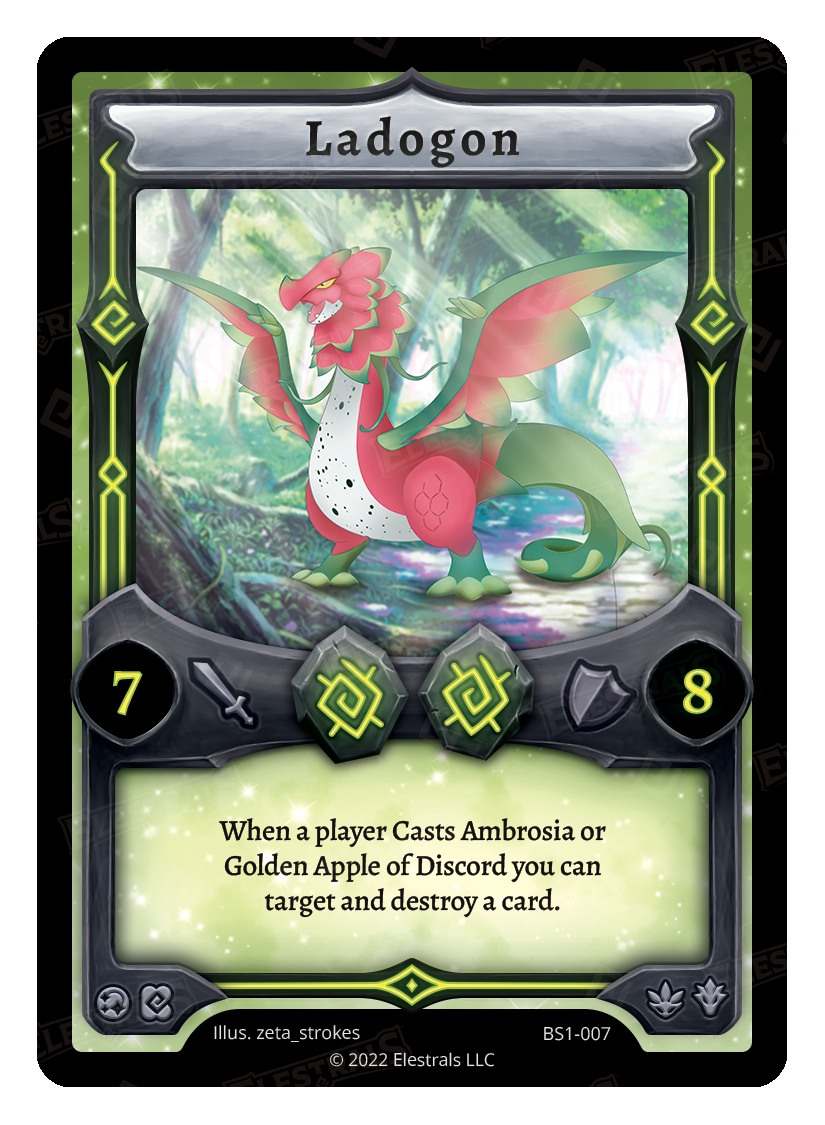 Ladogon
7
8
When a player Casts Ambrosia or
Golden Apple of Discord you can
target and destroy a card.
Illus. zeta_strokes
BS1-007
© 2022 Elestrals LLC